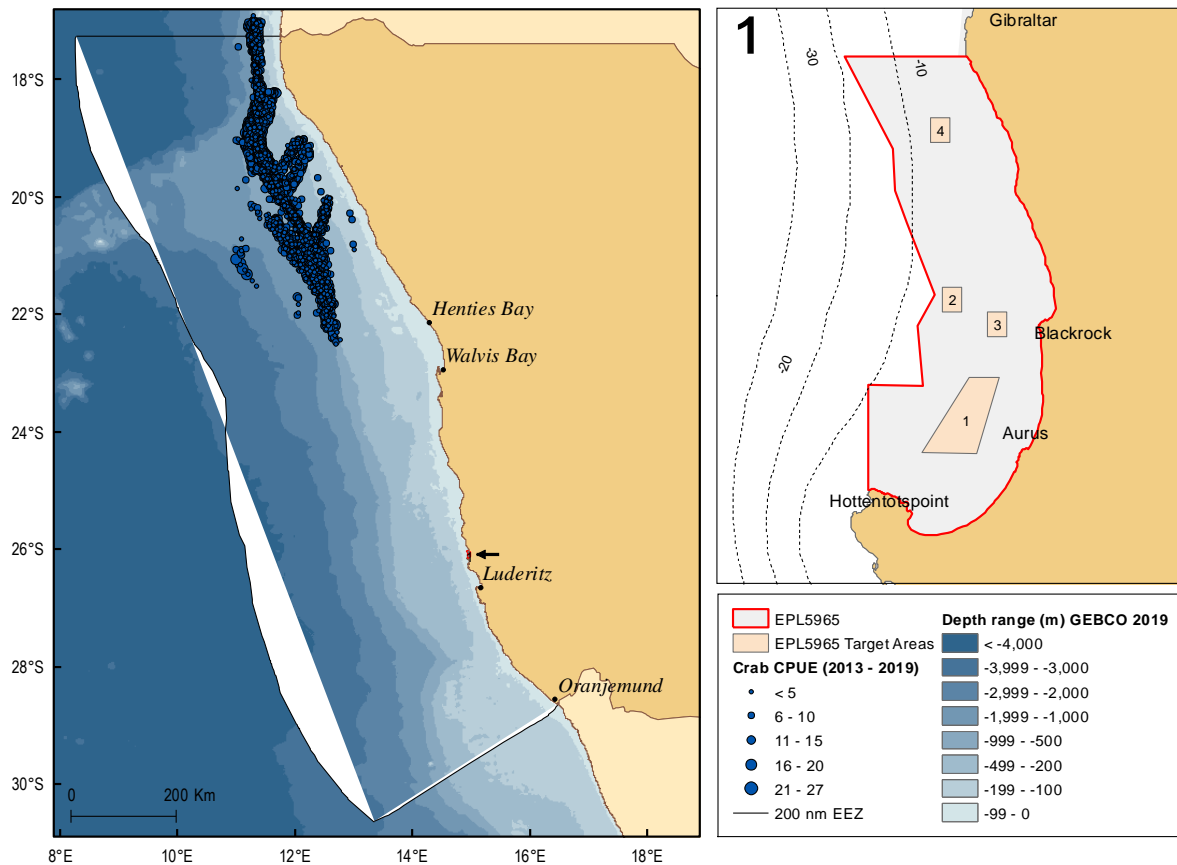 18°S
20°S
22°S
24°S
26°S
28°S
30°S
8°E
10°E
12°E
14°E
16°E
18°E
Henties Bay
Walvis Bay
Luderitz
Oranjemund
0
200 Km
1
Gibraltar
-30
-10
-20
4
2
3
Blackrock
1
Aurus
Hottentotspoint
EPL5965
EPL5965 Target Areas
Crab CPUE (2013 - 2019)
< 5
6 - 10
11 - 15
16 - 20
21 - 27
200 nm EEZ
Depth range (m) GEBCO 2019
< -4,000
-3,999 - -3,000
-2,999 - -2,000
-1,999 - -1,000
-999 - -500
-499 - -200
-199 - -100
-99 - 0